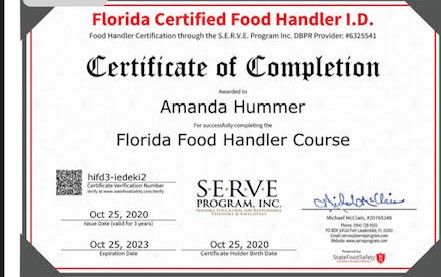 Florida Certified Food Handler I.D.
Food Handler Certification through the S.E.R.V.E. Program Inc. DBPR Provider: #6325541
Certificate of Completion
Awarded to
Amanda Hummer
For successfully completing the
Florida Food Handler Course
hifd3-iedeki2
Certificate Verification Number
Verify at www.statefoodsafety.com/verify
S·E·R·V·E
PROGRAM, INC.
Michael McClain, #20765246
Phone: (954) 728-9105
PO BOX 14510 Fort Lauderdale, FL 33302
Email: serve@serveprogram.com
Website: www.serveprogram.com
Oct 25, 2020
Issue Date (valid for 3 years)
Oct 25, 2023
Expiration Date
Oct 25, 2020
Certificate Holder Birth Date
Powered by
StateFoodSafety